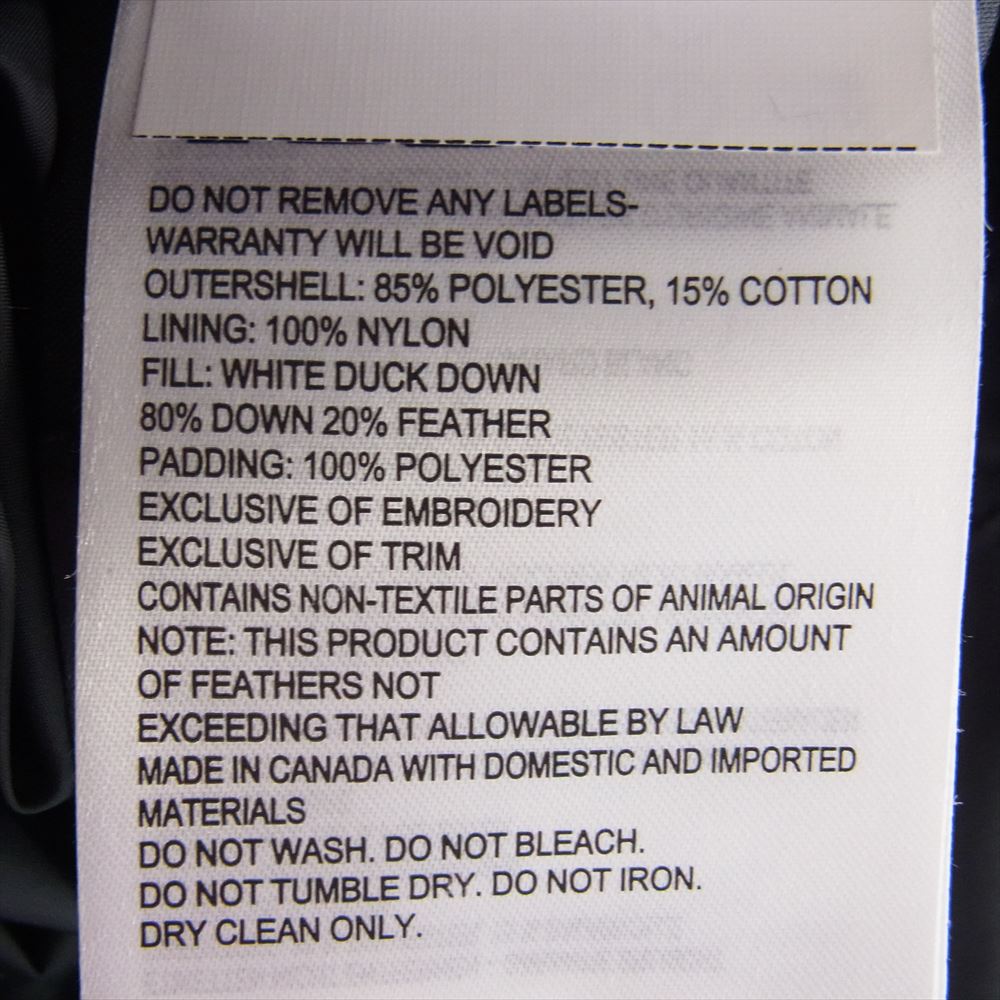 DO NOT REMOVE ANY LABELS-
WARRANTY WILL BE VOID
OUTERSHELL: 85% POLYESTER, 15% COTTON
LINING: 100% NYLON
FILL: WHITE DUCK DOWN
80% DOWN 20% FEATHER
PADDING: 100% POLYESTER
EXCLUSIVE OF EMBROIDERY
EXCLUSIVE OF TRIM
CONTAINS NON-TEXTILE PARTS OF ANIMAL ORIGIN
NOTE: THIS PRODUCT CONTAINS AN AMOUNT
OF FEATHERS NOT
EXCEEDING THAT ALLOWABLE BY LAW
MADE IN CANADA WITH DOMESTIC AND IMPORTED
MATERIALS
DO NOT WASH. DO NOT BLEACH.
DO NOT TUMBLE DRY. DO NOT IRON.
DRY CLEAN ONLY.